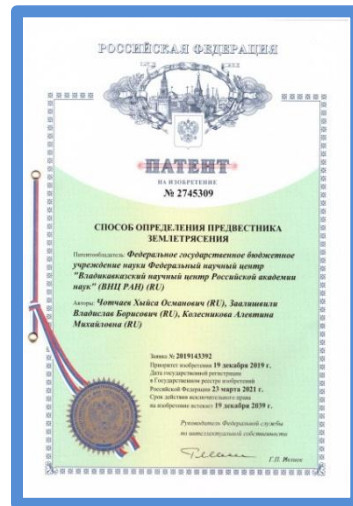 РОССИЙСКАЯ ФЕДЕРАЦИЯ
ПАТЕНТ
НА ИЗОБРЕТЕНИЕ
№ 2745309
СПОСОБ ОПРЕДЕЛЕНИЯ ПРЕДВЕСТНИКА
ЗЕМЛЕТРЯСЕНИЯ
Патентообладатель: Федеральное государственное бюджетное
учреждение науки Федеральный научный центр
"Владикавказский научный центр Российской академии
наук" (ВНЦ РАН) (RU)
Авторы: Чотчаев Хыйса Османович (RU), Заалишвили
Владислав Борисович (RU), Колесникова Алевтина
Михайловна (RU)
Заявка № 2019143392
Приоритет изобретения 19 декабря 2019 г.
Дата государственной регистрации
в Государственном реестре изобретений
Российской Федерации 23 марта 2021 г.
Срок действия исключительного права
на изобретение истекает 19 декабря 2039 г.
Руководитель Федеральной службы
по интеллектуальной собственности
Г.П. Ивлиев